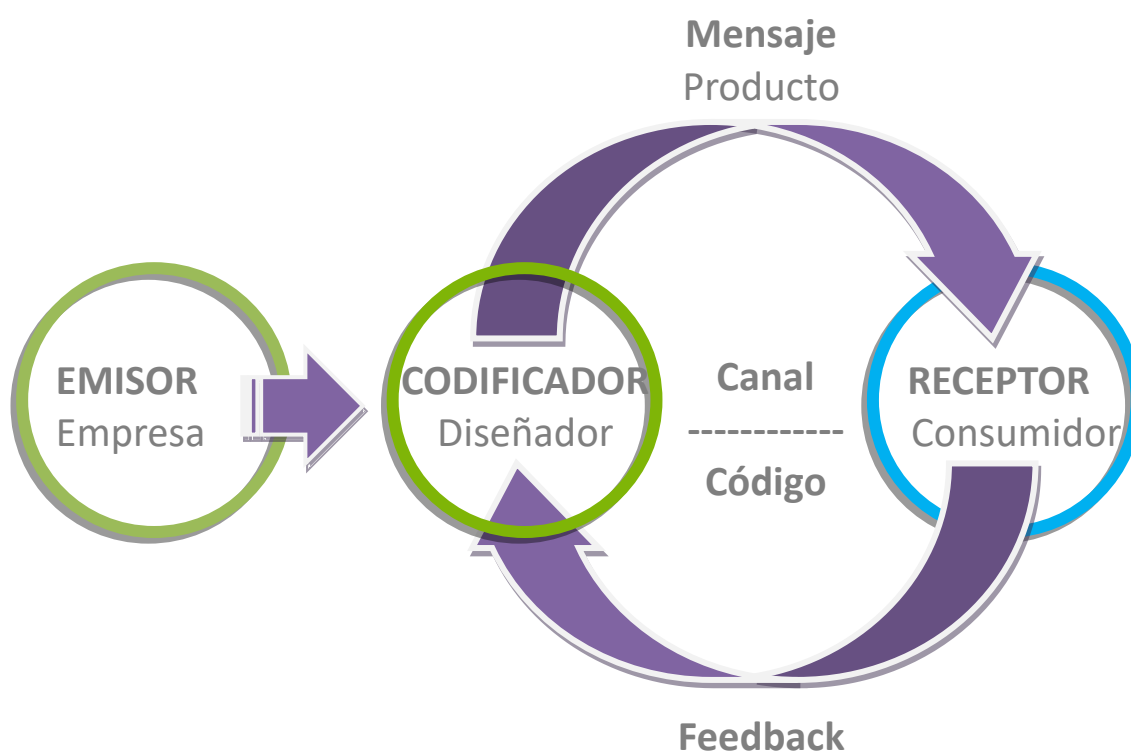 Mensaje
Producto
EMISOR
Empresa
CODIFICADOR
Diseñador
Canal
------------
Código
RECEPTOR
Consumidor
Feedback